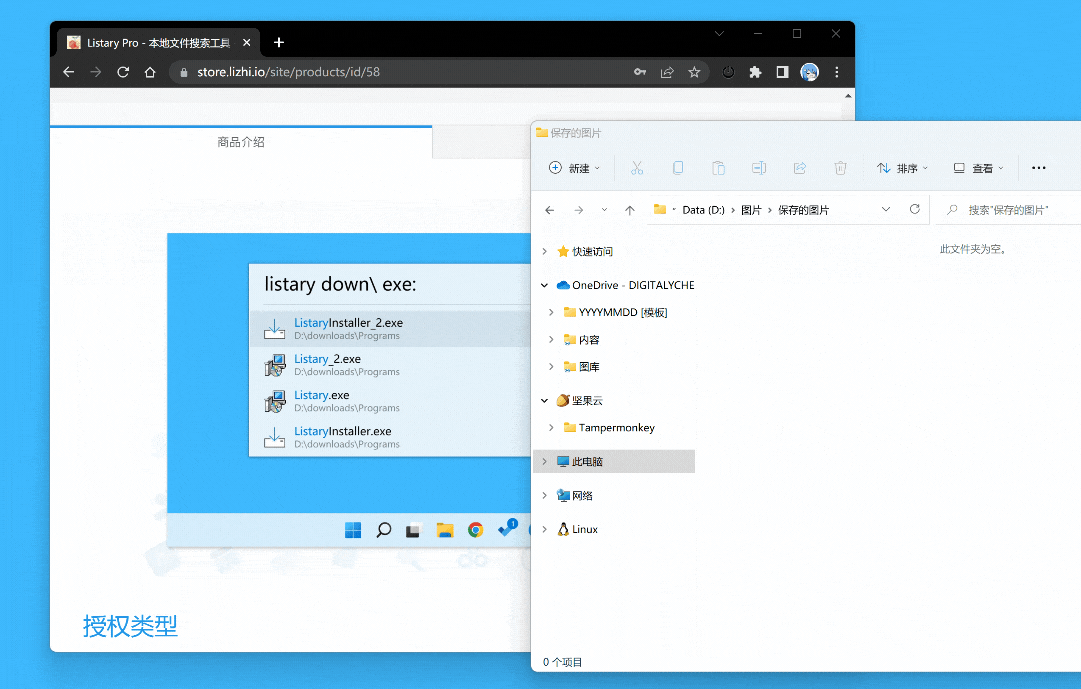 Listary Pro - 本地文件搜索工具
store.lizhi.io/site/products/id/58
商品介绍
listary down\ exe:
ListaryInstaller_2.exe
D:\downloads\Programs
Listary_2.exe
D:\downloads\Programs
Listary.exe
D:\downloads\Programs
ListaryInstaller.exe
D:\downloads\Programs
1
授权类型
保存的图片
新建
排序
查看
Data (D:) › 图片 › 保存的图片
搜索"保存的图片"
快速访问
OneDrive - DIGITALYCHE
YYYYMMDD [模板]
内容
图库
坚果云
Tampermonkey
此电脑
网络
Linux
此文件夹为空。
0 个项目